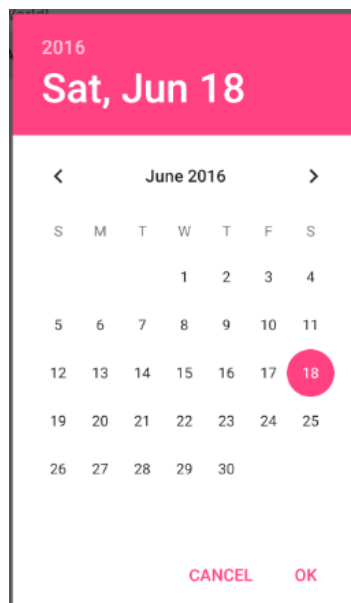 2016
Sat, Jun 18
June 2016
S M T W T F S
1 2 3 4
5 6 7 8 9 10 11
12 13 14 15 16 17 18
19 20 21 22 23 24 25
26 27 28 29 30
CANCEL OK